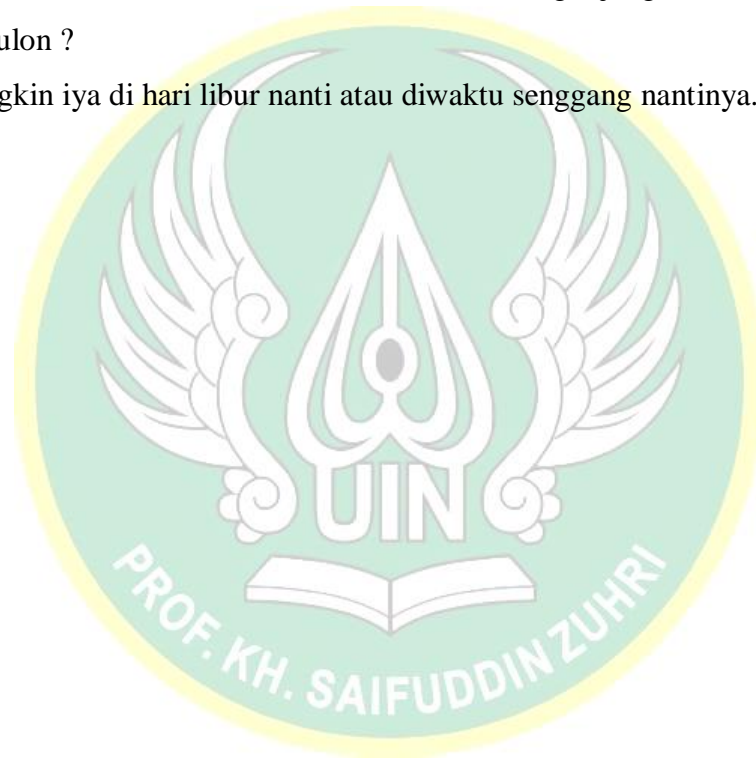 ulon ?
gkin iya di hari libur nanti atau diwaktu senggang nantinya.
UIN
PROF. KH. SAIFUDDIN ZUHRI